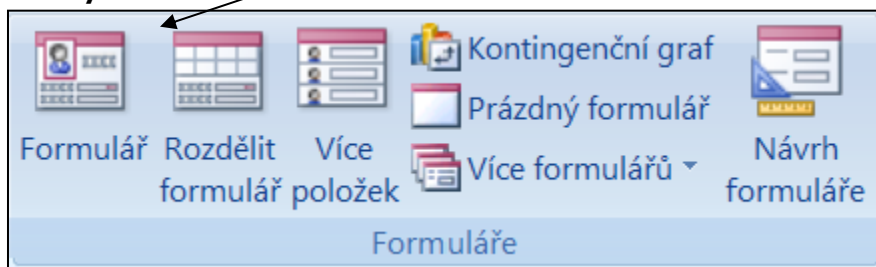 Formulář
Rozdělit
formulář
Více
položek
Kontingenční graf
Prázdný formulář
Více formulářů
Návrh
formuláře
Formuláře